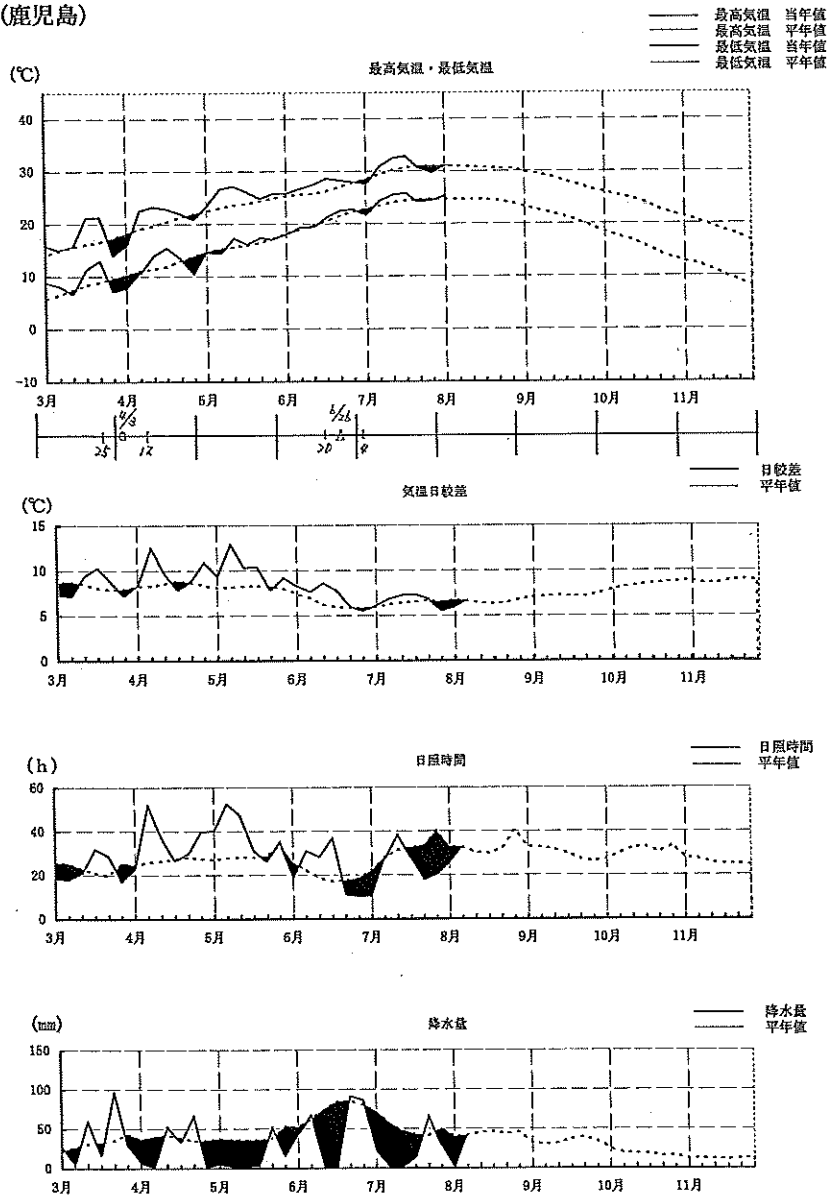 (鹿児島)
最高気温 当年値
最高気温 平年値
最低気温 当年値
最低気温 平年値
(℃)
最高気温・最低気温
40
30
20
10
0
-10
3月 4月 5月 6月 7月 8月 9月 10月 11月
4/3 6/26
25 12 20 4
日較差
平年値
(℃)
気温日較差
15
10
5
0
3月 4月 5月 6月 7月 8月 9月 10月 11月
日照時間
平年値
(h)
日照時間
60
40
20
0
3月 4月 5月 6月 7月 8月 9月 10月 11月
降水量
平年値
(mm)
降水量
150
100
50
0
3月 4月 5月 6月 7月 8月 9月 10月 11月